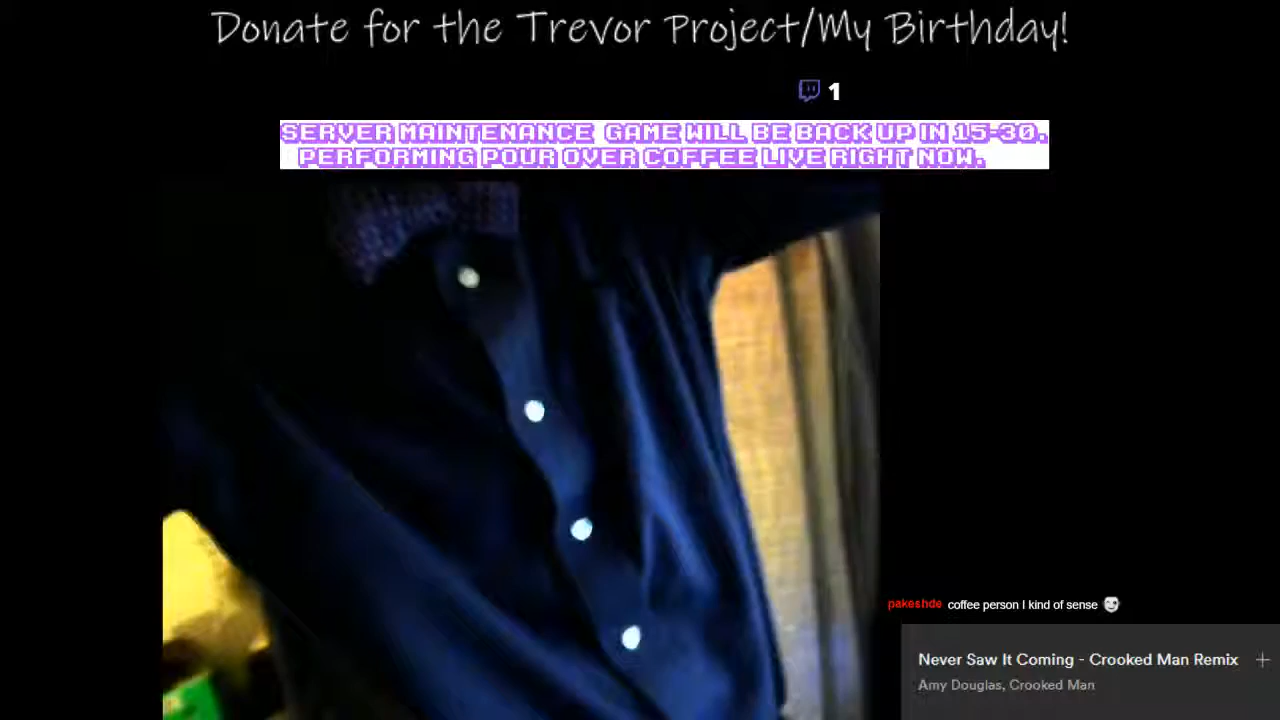 Donate for the Trevor Project/My Birthday!
1
SERVER MAINTENANCE GAME WILL BE BACK UP IN 15-30.
PERFORMING POUR OVER COFFEE LIVE RIGHT NOW.
pakeshde coffee person I kind of sense
Never Saw It Coming - Crooked Man Remix
Amy Douglas, Crooked Man